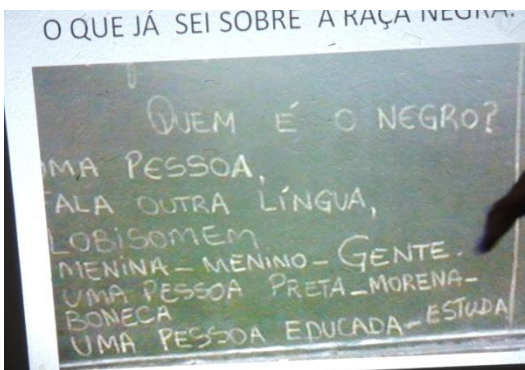 O QUE JÁ SEI SOBRE A RAÇA NEGRA.
QUEM É O NEGRO?
UMA PESSOA,
FALA OUTRA LÍNGUA,
LOBISOMEM.
MENINA - MENINO - GENTE.
UMA PESSOA PRETA - MORENA -
BONECA
UMA PESSOA EDUCADA - ESTUDA